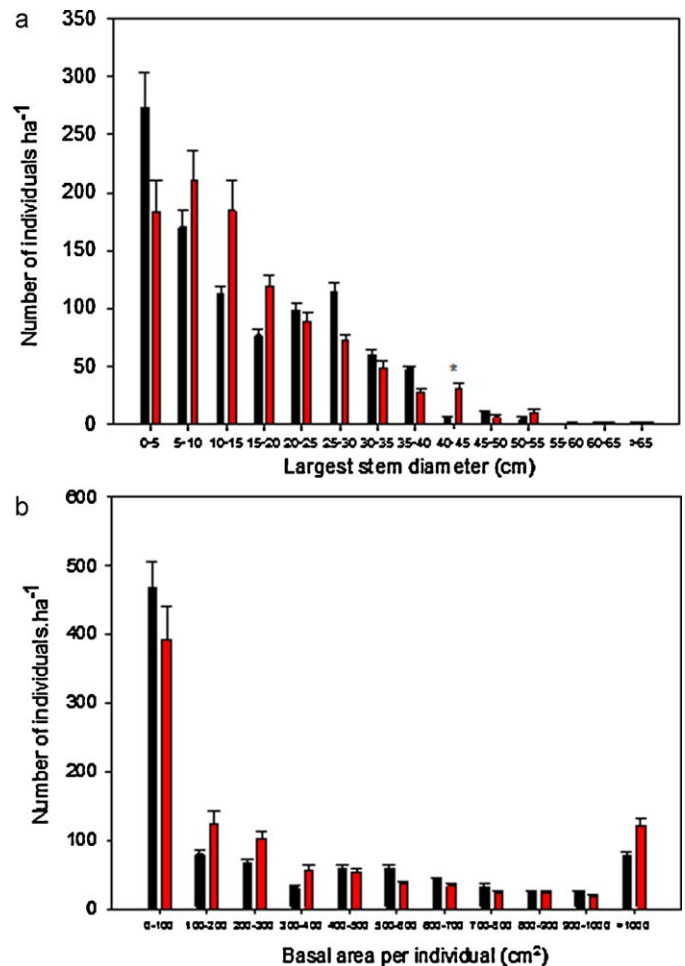 a
350
300
250
200
150
100
50
0
Number of individuals ha-1
*
0-5 5-10 10-15 15-20 20-25 25-30 30-35 35-40 40-45 45-50 50-55 55-60 60-65 >65
Largest stem diameter (cm)
b
600
500
400
300
200
100
0
Number of individuals.ha-1
0-100 100-200 200-300 300-400 400-500 500-600 600-700 700-800 800-900 900-1000
Basal area per individual (cm2)